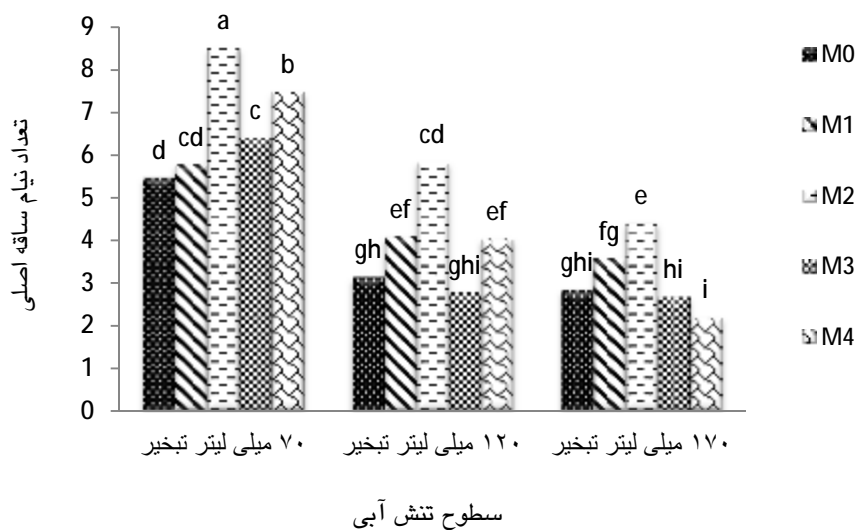 9
8
7
6
5
4
3
2
1
0
تعداد نیام ساقه اصلی
d
cd
a
c
b
gh
ef
cd
ghi
ef
ghi
fg
e
hi
i
۷۰ میلی لیتر تبخیر
۱۲۰ میلی لیتر تبخیر
۱۷۰ میلی لیتر تبخیر
سطوح تنش آبی
M0
M1
M2
M3
M4